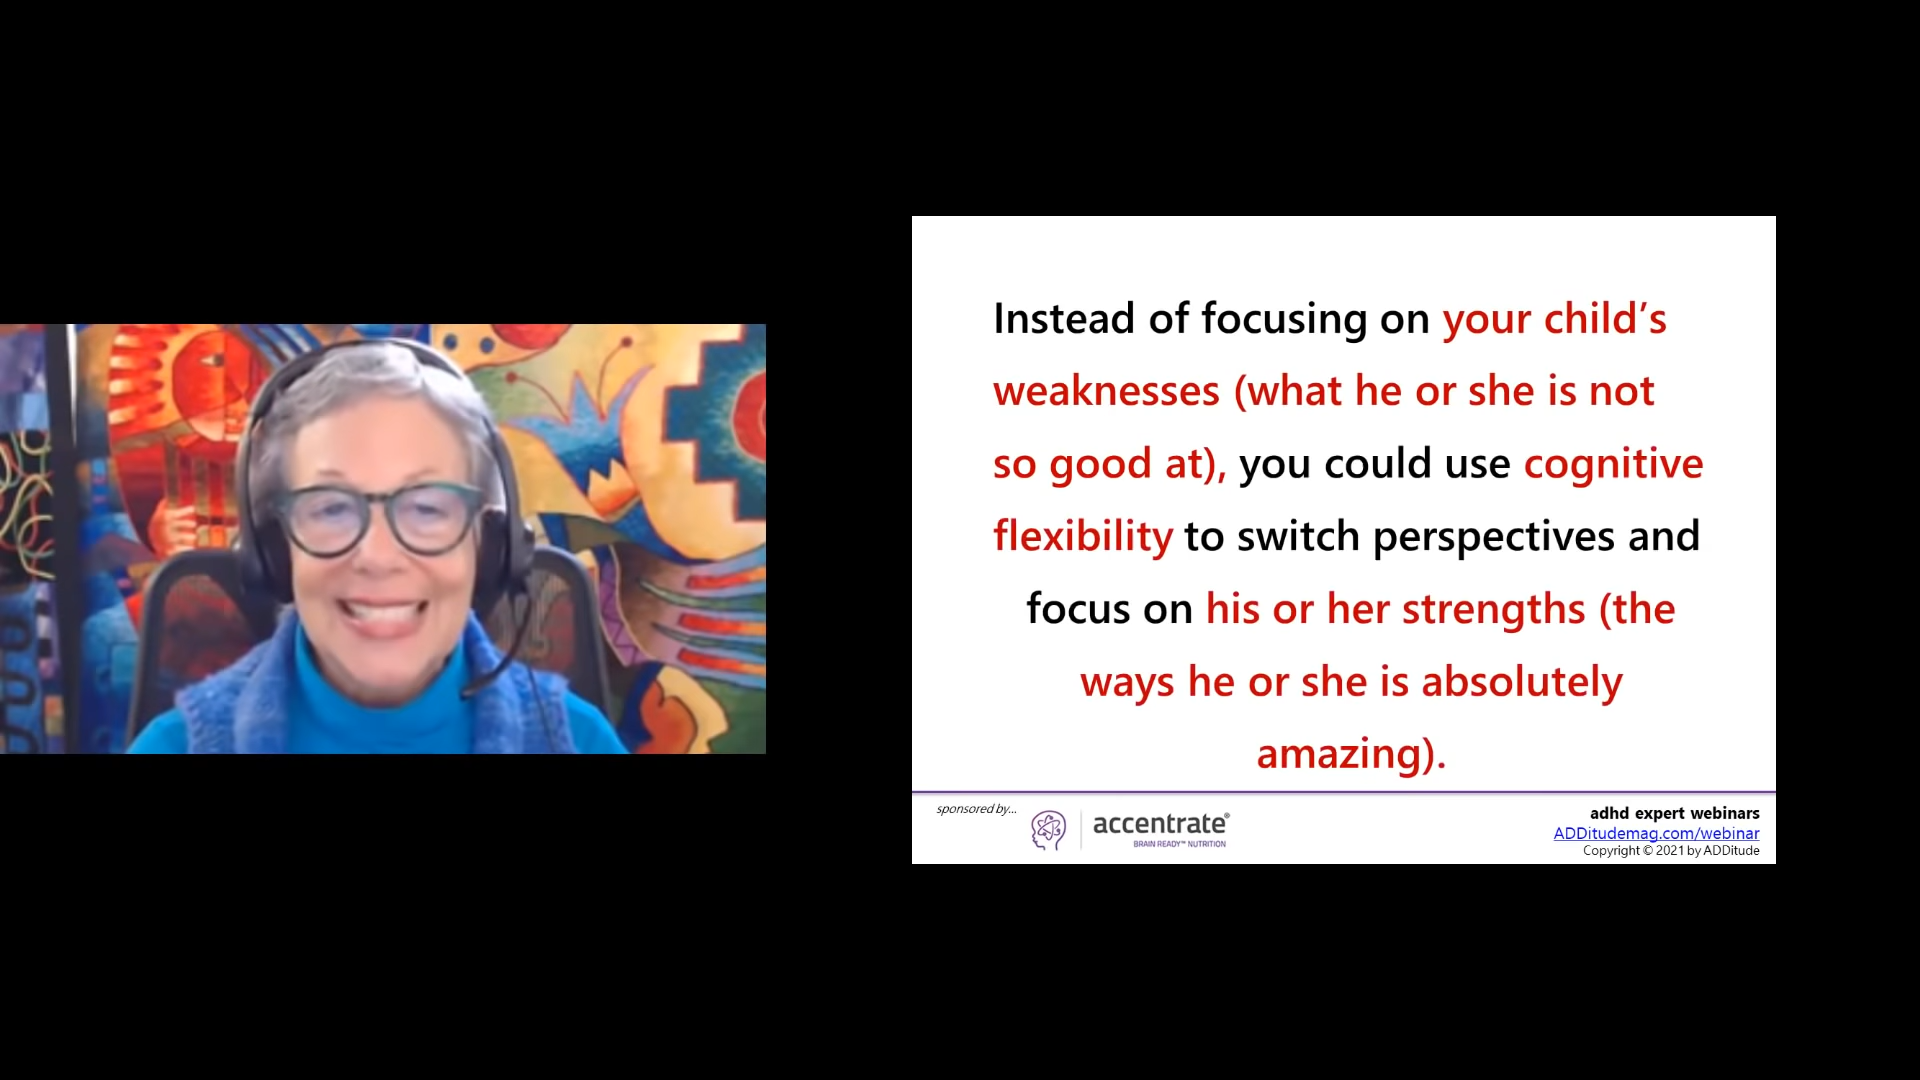 Instead of focusing on your child’s
weaknesses (what he or she is not
so good at), you could use cognitive
flexibility to switch perspectives and
focus on his or her strengths (the
ways he or she is absolutely
amazing).
sponsored by...
accentrate®
BRAIN READY™ NUTRITION
adhd expert webinars
ADDitudemag.com/webinar
Copyright © 2021 by ADDitude